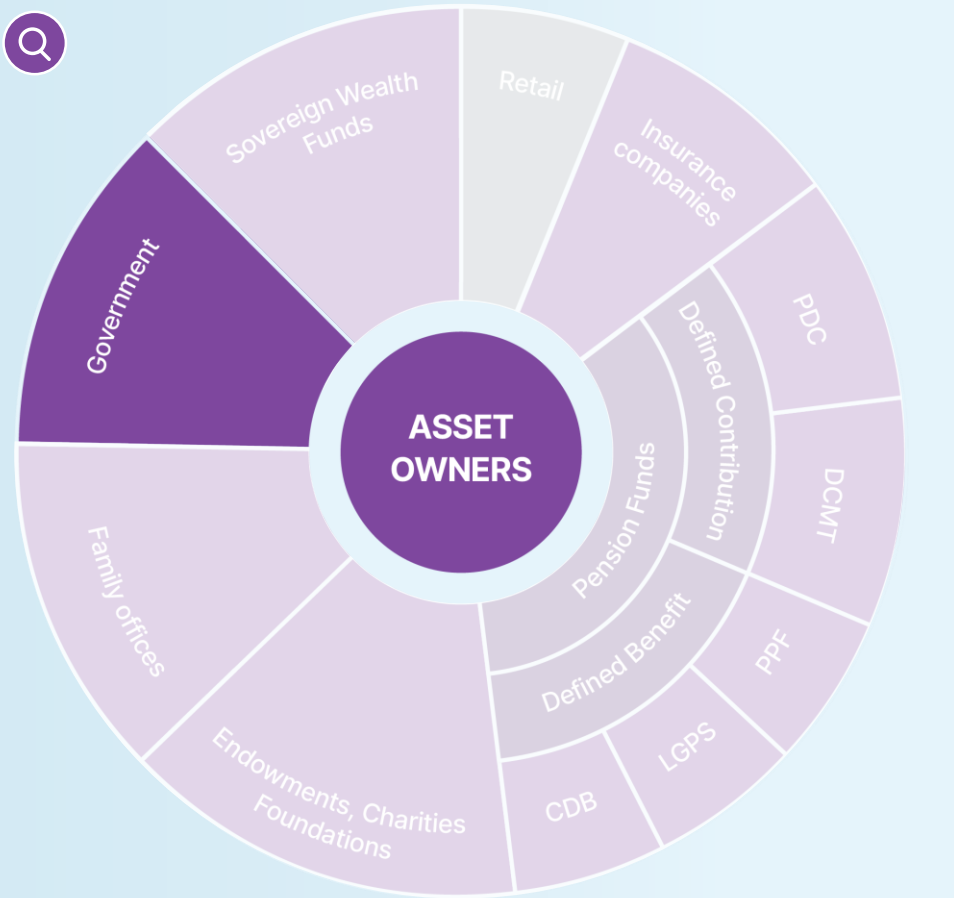 ASSET
OWNERS
Retail
Insurance
companies
PDC
DCMT
Defined Contribution
Pension Funds
Defined Benefit
PPF
LGPS
CDB
Endowments, Charities
Foundations
Family offices
Government
Sovereign Wealth
Funds